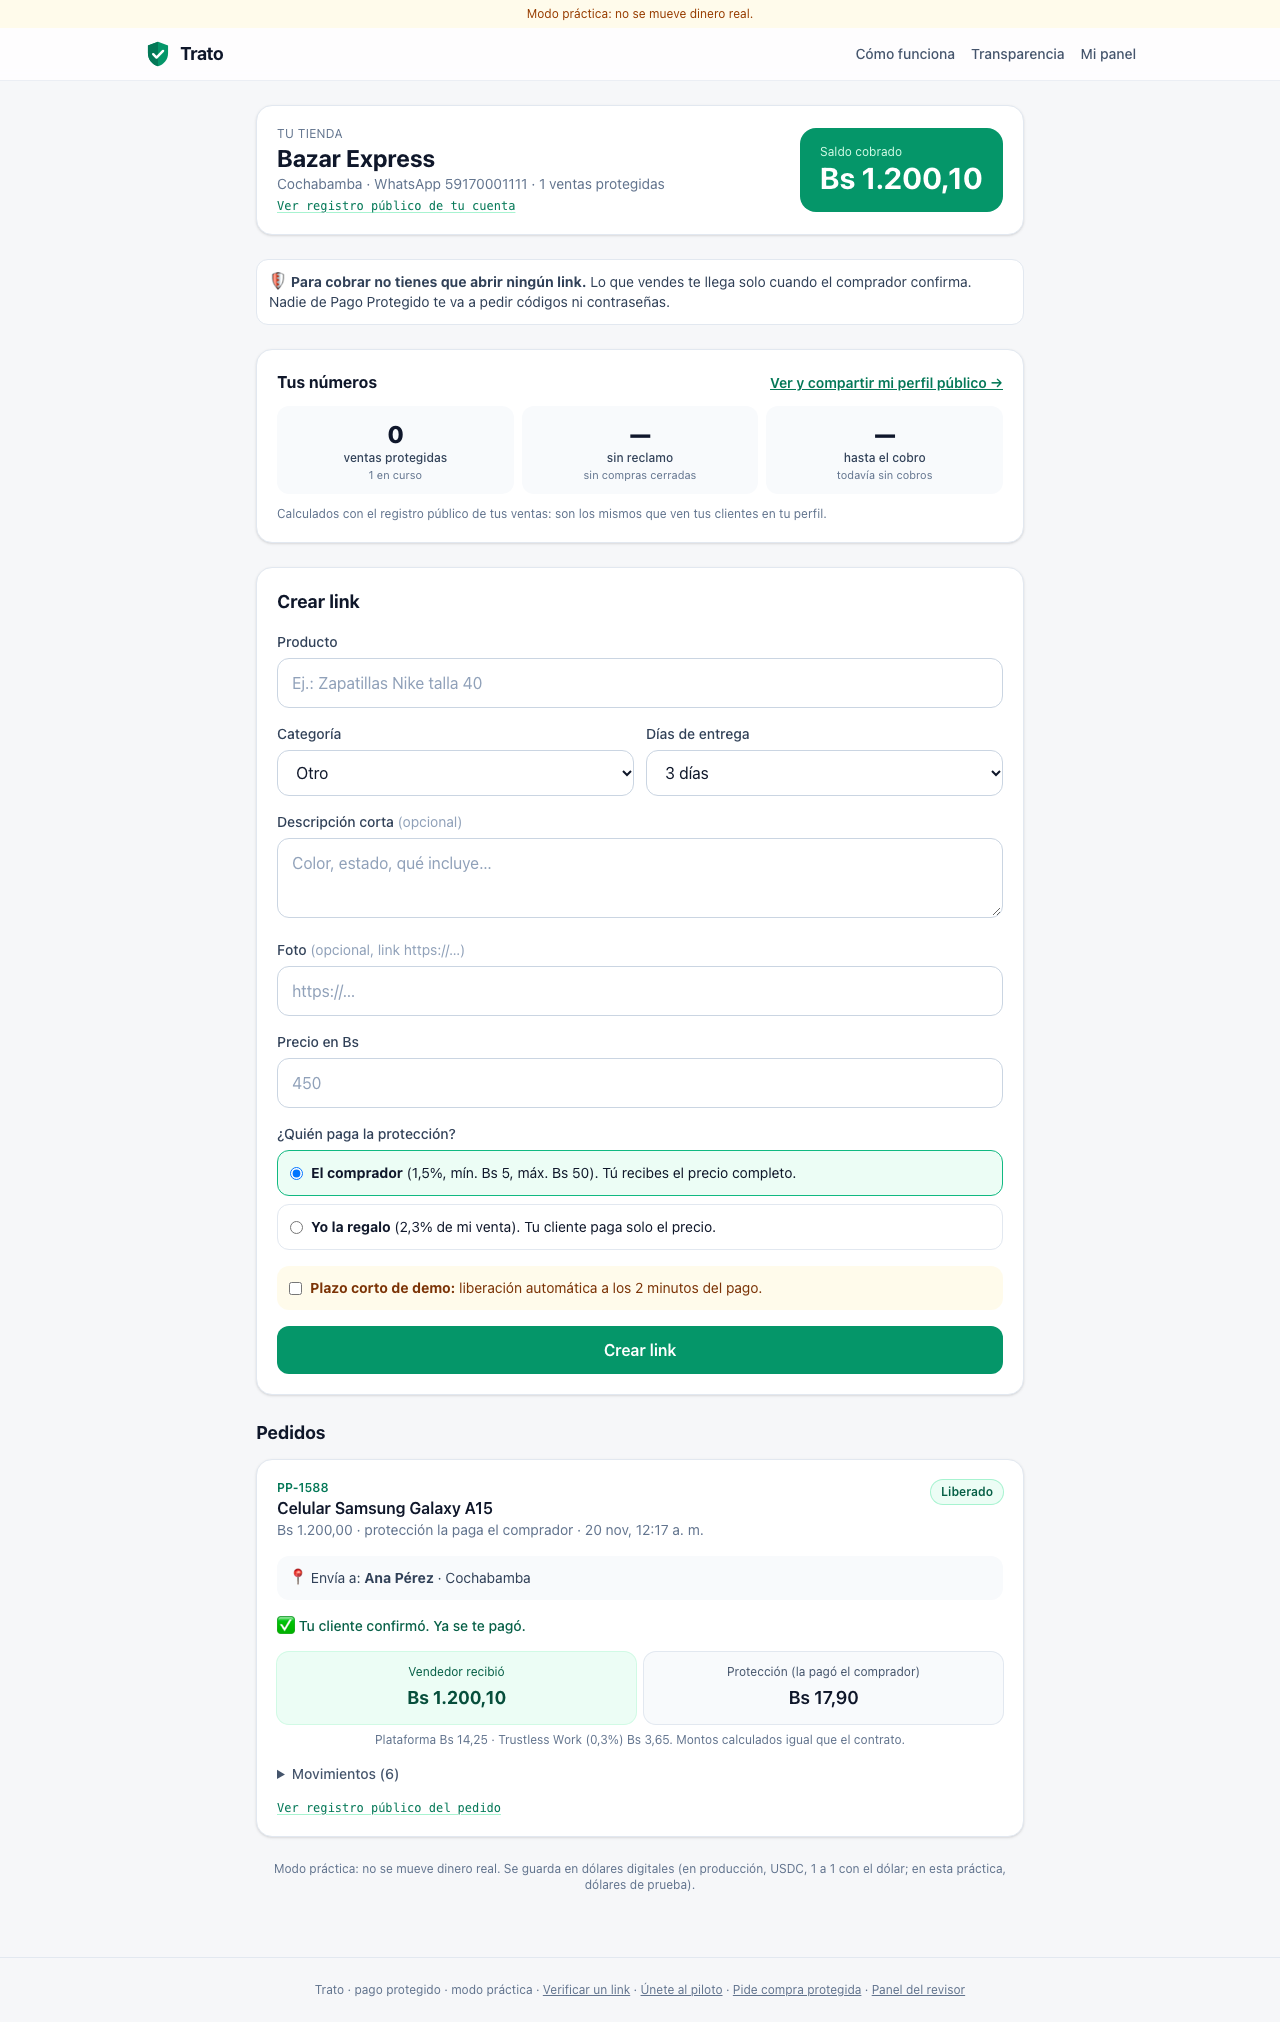 Modo práctica: no se mueve dinero real.
Trato
Cómo funciona Transparencia Mi panel
TU TIENDA
Bazar Express
Cochabamba · WhatsApp 59170001111 · 1 ventas protegidas
Ver registro público de tu cuenta
Saldo cobrado
Bs 1.200,10
Para cobrar no tienes que abrir ningún link. Lo que vendes te llega solo cuando el comprador confirma.
Nadie de Pago Protegido te va a pedir códigos ni contraseñas.
Tus números
Ver y compartir mi perfil público →
0
ventas protegidas
1 en curso
—
sin reclamo
sin compras cerradas
—
hasta el cobro
todavía sin cobros
Calculados con el registro público de tus ventas: son los mismos que ven tus clientes en tu perfil.
Crear link
Producto
Ej.: Zapatillas Nike talla 40
Categoría
Otro
Días de entrega
3 días
Descripción corta (opcional)
Color, estado, qué incluye...
Foto (opcional, link https://...)
https://...
Precio en Bs
450
¿Quién paga la protección?
El comprador (1,5%, mín. Bs 5, máx. Bs 50). Tú recibes el precio completo.
Yo la regalo (2,3% de mi venta). Tu cliente paga solo el precio.
Plazo corto de demo: liberación automática a los 2 minutos del pago.
Crear link
Pedidos
PP-1588
Liberado
Celular Samsung Galaxy A15
Bs 1.200,00 · protección la paga el comprador · 20 nov, 12:17 a. m.
Envía a: Ana Pérez · Cochabamba
Tu cliente confirmó. Ya se te pagó.
Vendedor recibió
Bs 1.200,10
Protección (la pagó el comprador)
Bs 17,90
Plataforma Bs 14,25 · Trustless Work (0,3%) Bs 3,65. Montos calculados igual que el contrato.
Movimientos (6)
Ver registro público del pedido
Modo práctica: no se mueve dinero real. Se guarda en dólares digitales (en producción, USDC, 1 a 1 con el dólar; en esta práctica,
dólares de prueba).
Trato · pago protegido · modo práctica · Verificar un link · Únete al piloto · Pide compra protegida · Panel del revisor